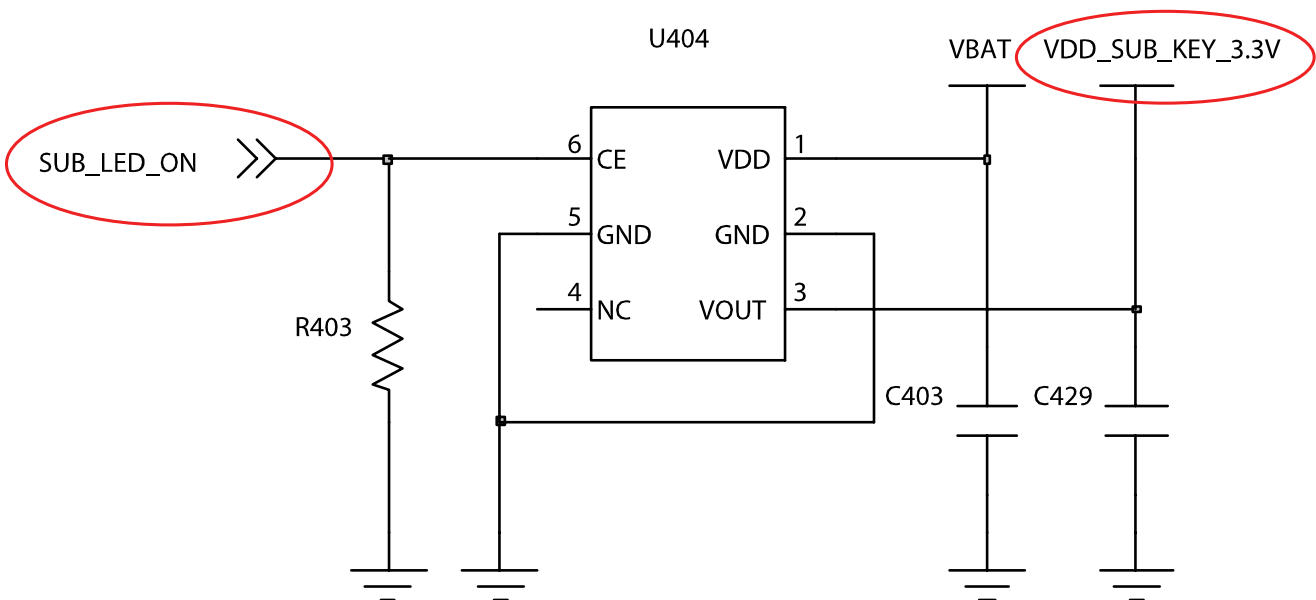 U404
VBAT VDD_SUB_KEY_3.3V
SUB_LED_ON
6 CE VDD 1
5 GND GND 2
4 NC VOUT 3
R403
C403 C429